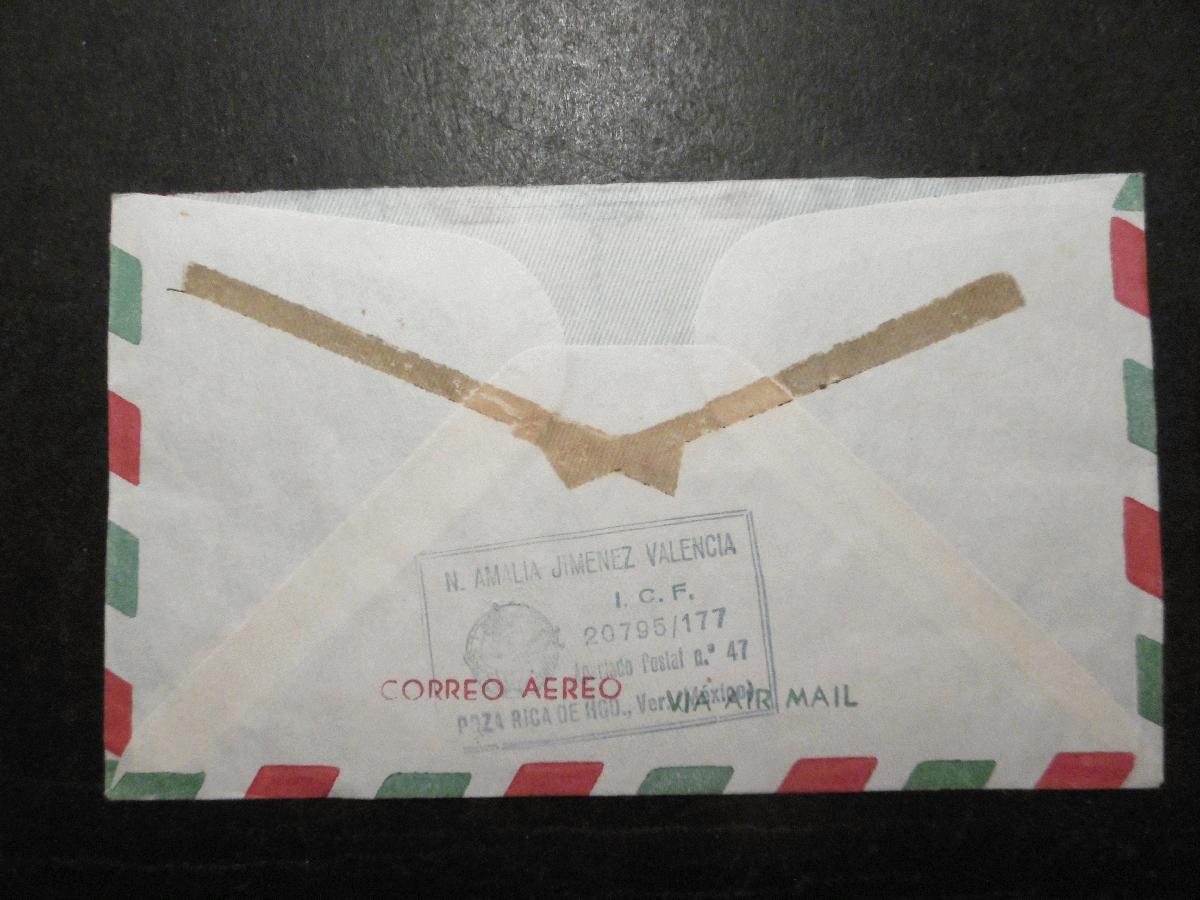 N. AMALIA JIMENEZ VALENCIA
I. C. F.
20795/177
Apartado Postal n.º 47
POZA RICA DE HGO., Ver. (México)
CORREO AEREO
VIA AIR MAIL